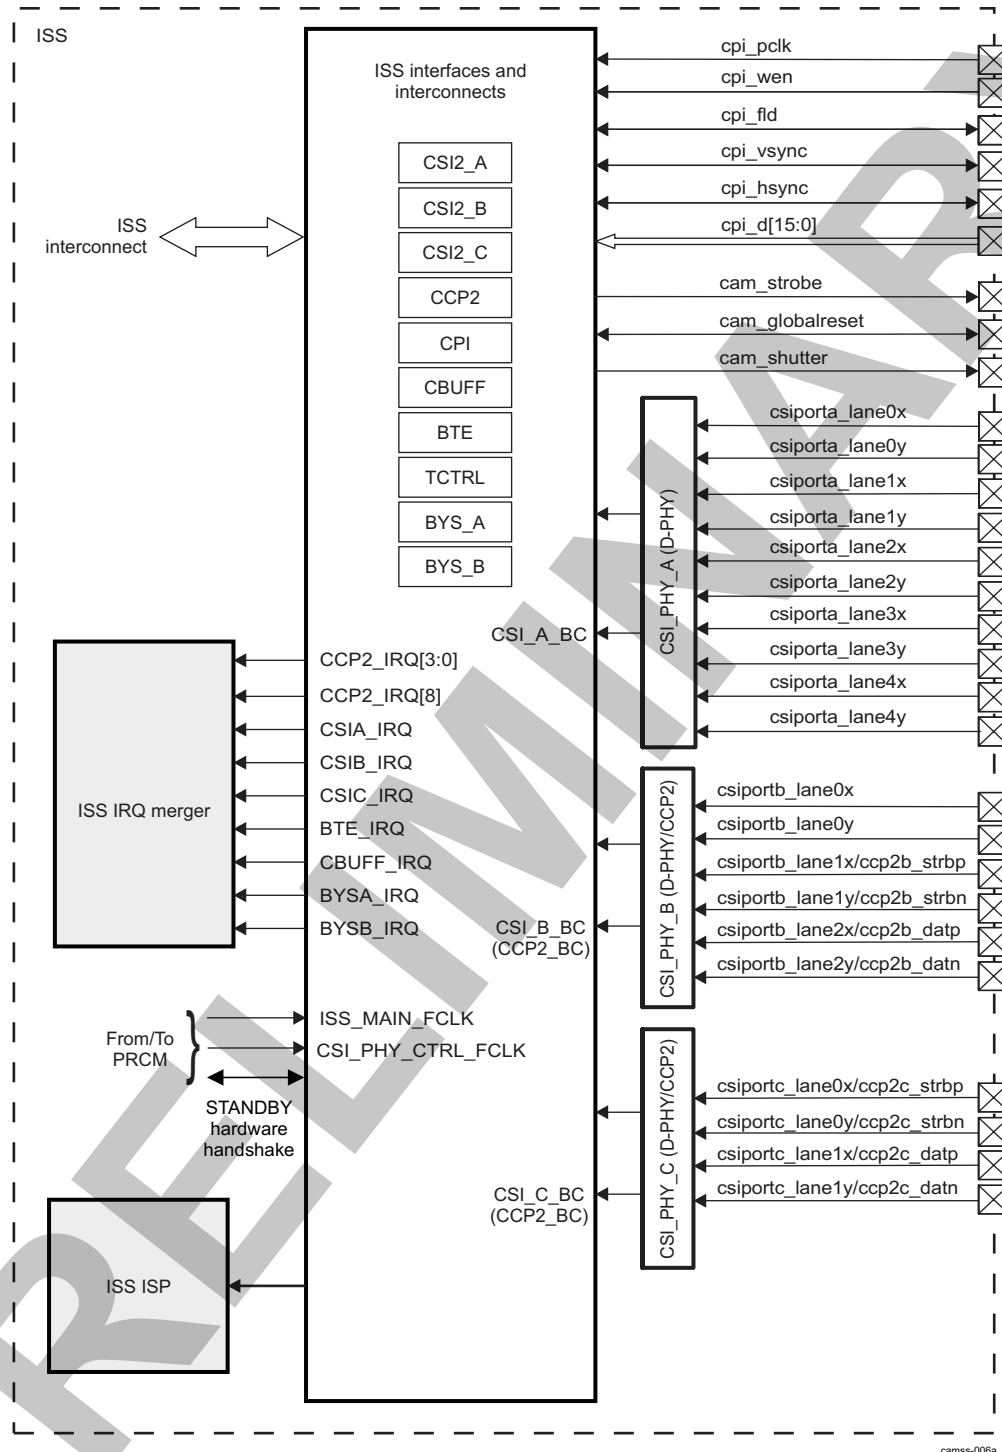 ISS
ISS interfaces and
interconnects
CSI2_A
CSI2_B
CSI2_C
CCP2
CPI
CBUFF
BTE
TCTRL
BYS_A
BYS_B
ISS
interconnect
cpi_pclk
cpi_wen
cpi_fld
cpi_vsync
cpi_hsync
cpi_d[15:0]
cam_strobe
cam_globalreset
cam_shutter
csiporta_lane0x
csiporta_lane0y
csiporta_lane1x
csiporta_lane1y
csiporta_lane2x
csiporta_lane2y
csiporta_lane3x
csiporta_lane3y
csiporta_lane4x
csiporta_lane4y
CSI_PHY_A (D-PHY)
CSI_A_BC
CCP2_IRQ[3:0]
CCP2_IRQ[8]
CSIA_IRQ
CSIB_IRQ
CSIC_IRQ
BTE_IRQ
CBUFF_IRQ
BYSA_IRQ
BYSB_IRQ
ISS IRQ merger
csiportb_lane0x
csiportb_lane0y
csiportb_lane1x/ccp2b_strbp
csiportb_lane1y/ccp2b_strbn
csiportb_lane2x/ccp2b_datp
csiportb_lane2y/ccp2b_datn
CSI_PHY_B (D-PHY/CCP2)
CSI_B_BC
(CCP2_BC)
From/To
PRCM
ISS_MAIN_FCLK
CSI_PHY_CTRL_FCLK
STANDBY
hardware
handshake
csiportc_lane0x/ccp2c_strbp
csiportc_lane0y/ccp2c_strbn
csiportc_lane1x/ccp2c_datp
csiportc_lane1y/ccp2c_datn
CSI_PHY_C (D-PHY/CCP2)
CSI_C_BC
(CCP2_BC)
ISS ISP
camss-006a
RELIMINAR